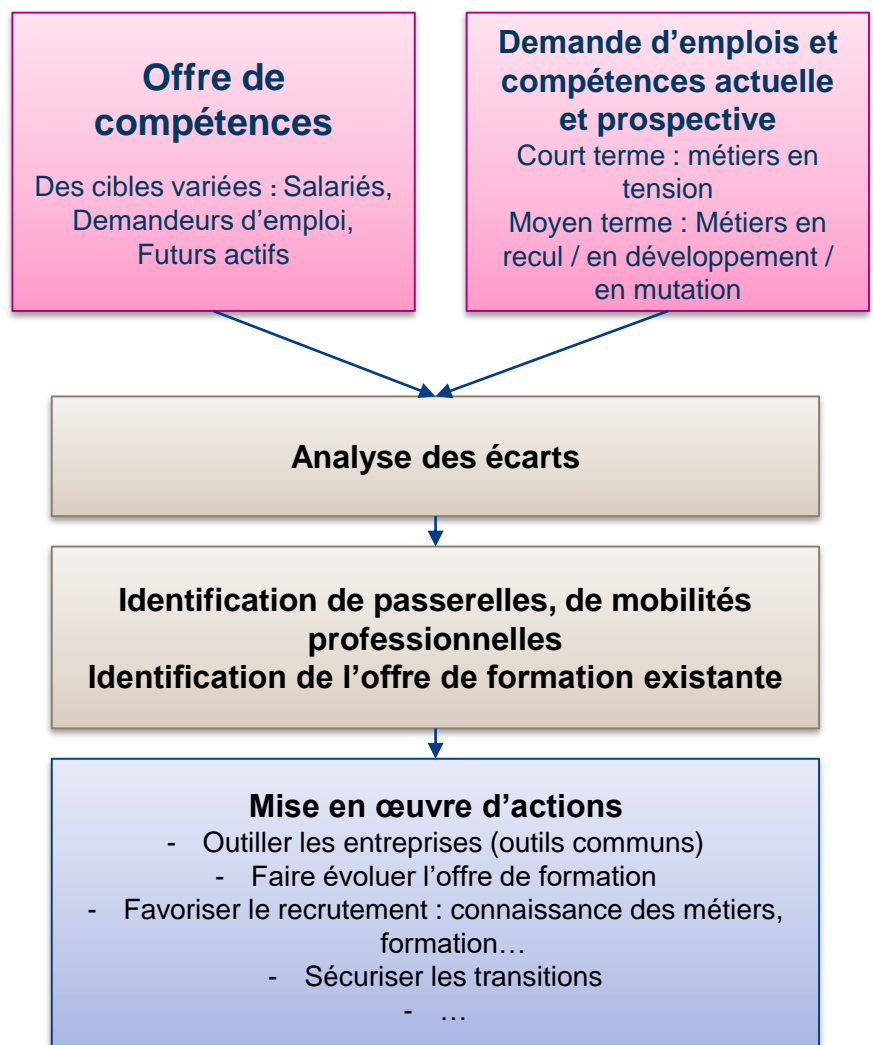 Offre de
compétences
Des cibles variées : Salariés,
Demandeurs d’emploi,
Futurs actifs
Demande d’emplois et
compétences actuelle
et prospective
Court terme : métiers en
tension
Moyen terme : Métiers en
recul / en développement /
en mutation
Analyse des écarts
Identification de passerelles, de mobilités
professionnelles
Identification de l’offre de formation existante
Mise en œuvre d’actions
- Outiller les entreprises (outils communs)
- Faire évoluer l’offre de formation
- Favoriser le recrutement : connaissance des métiers,
formation…
- Sécuriser les transitions
- …